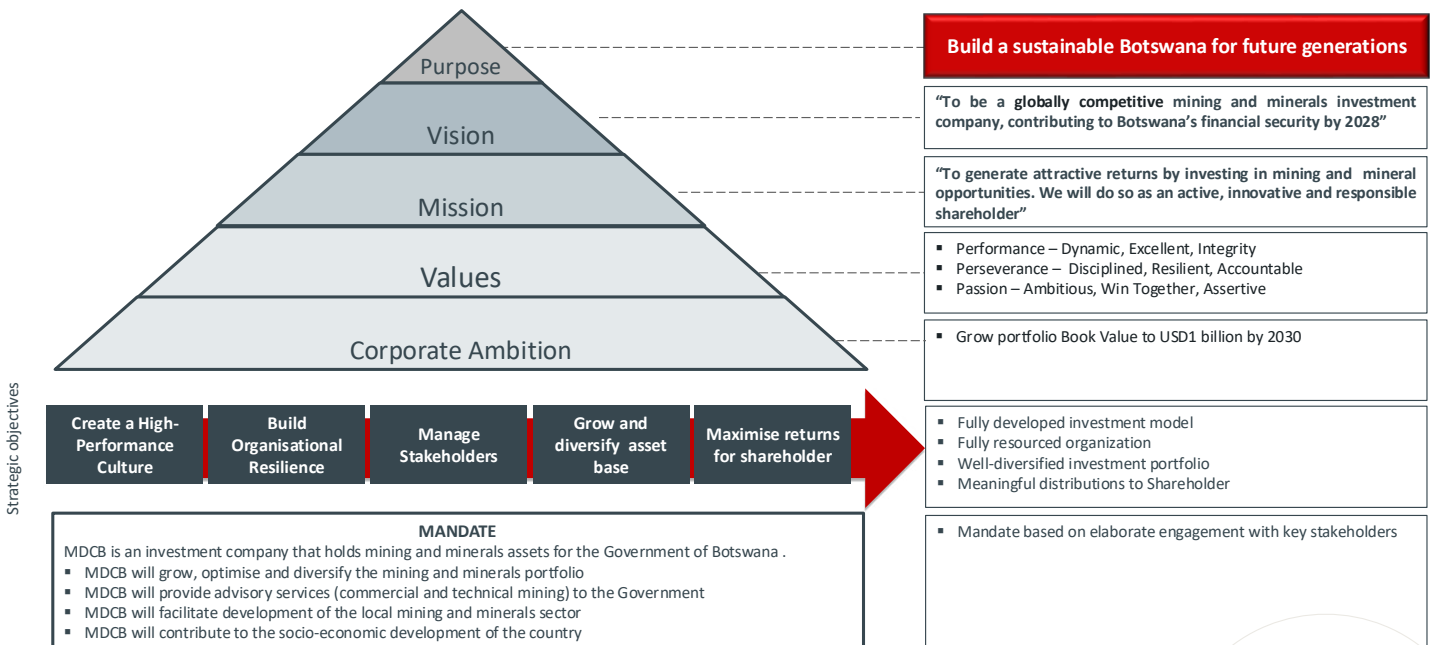 Purpose
Build a sustainable Botswana for future generations
Vision
“To be a globally competitive mining and minerals investment
company, contributing to Botswana’s financial security by 2028”
Mission
“To generate attractive returns by investing in mining and mineral
opportunities. We will do so as an active, innovative and responsible
shareholder”
Values
▪ Performance – Dynamic, Excellent, Integrity
▪ Perseverance – Disciplined, Resilient, Accountable
▪ Passion – Ambitious, Win Together, Assertive
Corporate Ambition
▪ Grow portfolio Book Value to USD1 billion by 2030
Strategic objectives
Create a High-
Performance
Culture
Build
Organisational
Resilience
Manage
Stakeholders
Grow and
diversify asset
base
Maximise returns
for shareholder
▪ Fully developed investment model
▪ Fully resourced organization
▪ Well-diversified investment portfolio
▪ Meaningful distributions to Shareholder
MANDATE
MDCB is an investment company that holds mining and minerals assets for the Government of Botswana .
▪ MDCB will grow, optimise and diversify the mining and minerals portfolio
▪ MDCB will provide advisory services (commercial and technical mining) to the Government
▪ MDCB will facilitate development of the local mining and minerals sector
▪ MDCB will contribute to the socio-economic development of the country
▪ Mandate based on elaborate engagement with key stakeholders